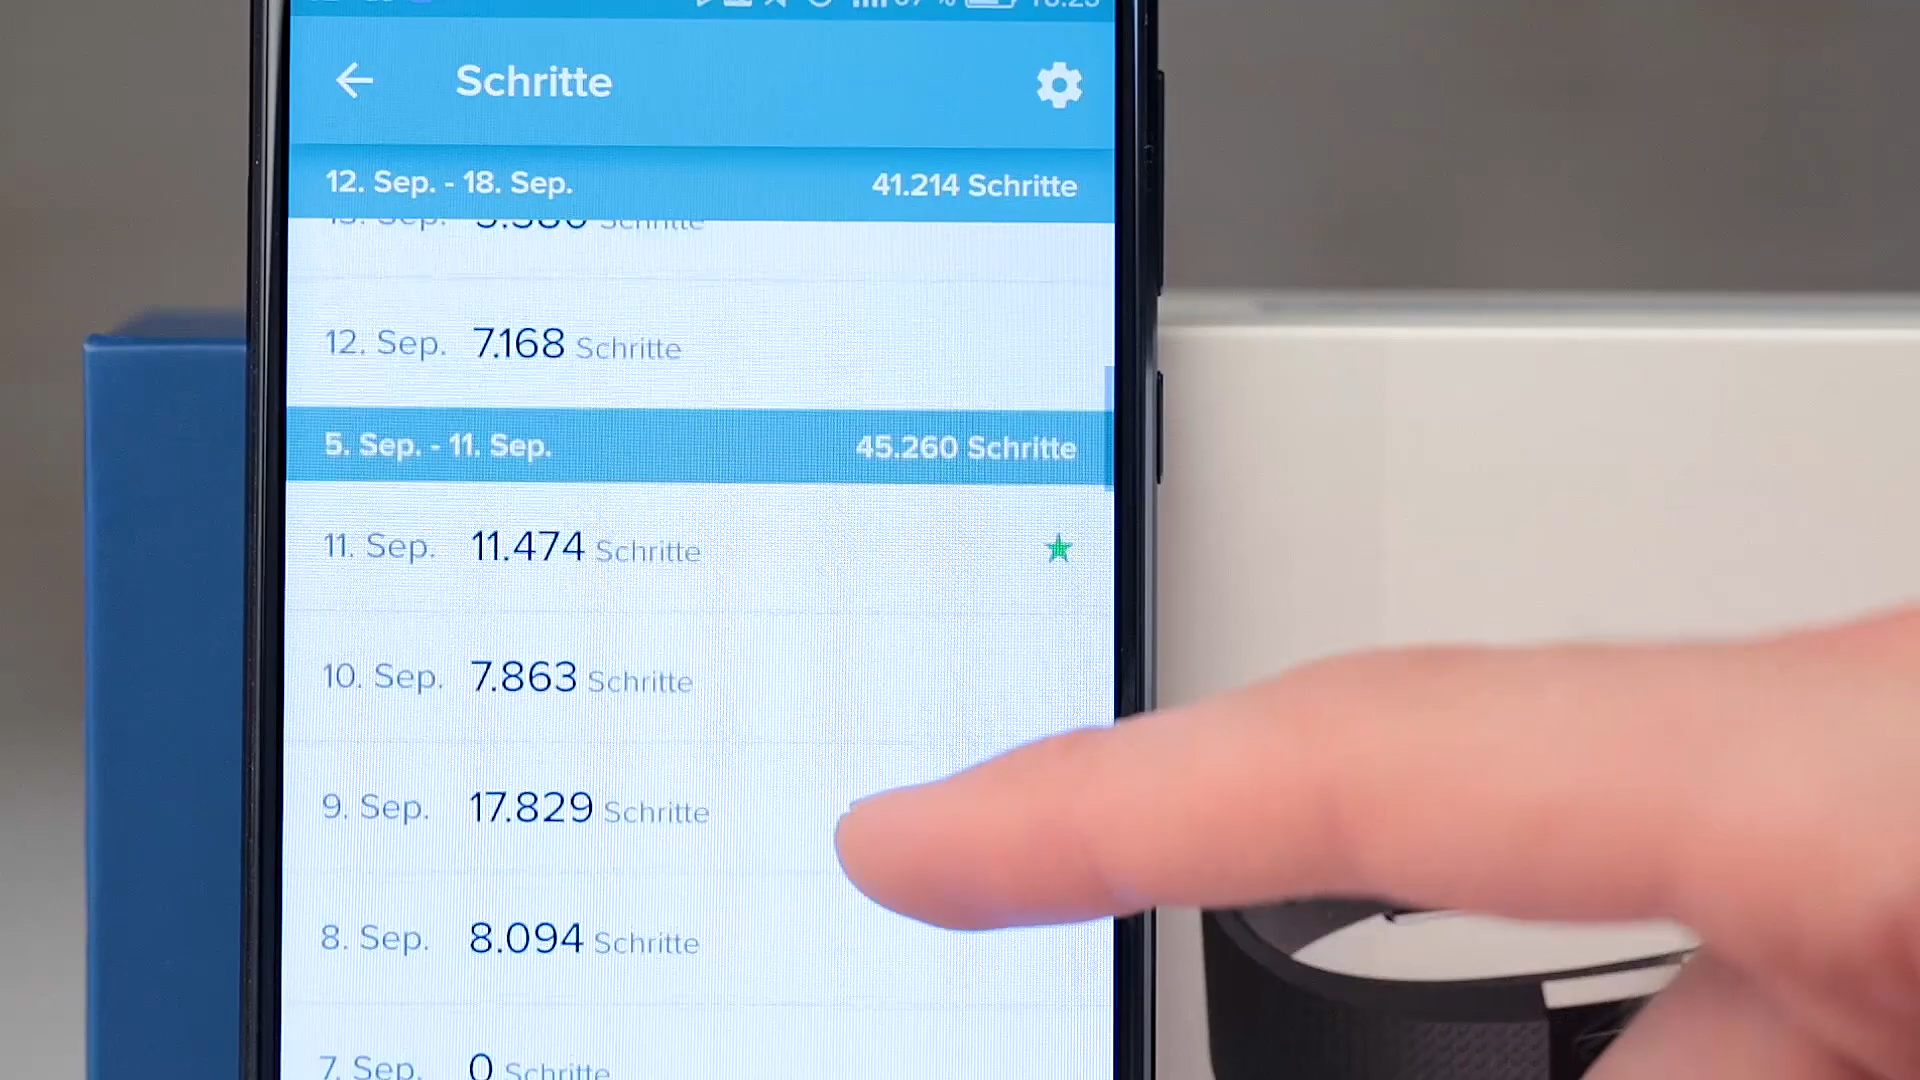 Schritte
12. Sep. - 18. Sep. 41.214 Schritte
Sep. Schritte
12. Sep. 7.168 Schritte
5. Sep. - 11. Sep. 45.260 Schritte
11. Sep. 11.474 Schritte
10. Sep. 7.863 Schritte
9. Sep. 17.829 Schritte
8. Sep. 8.094 Schritte
7. Sep. 0 Schritte